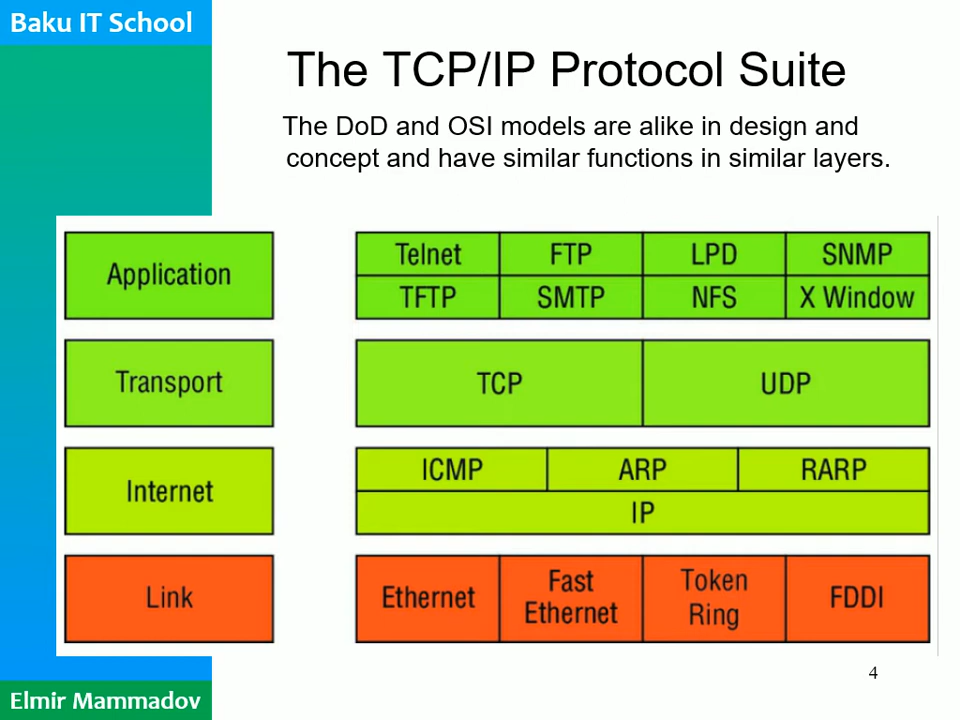 Baku IT School
The TCP/IP Protocol Suite
The DoD and OSI models are alike in design and
concept and have similar functions in similar layers.
Application
Telnet FTP LPD SNMP
TFTP SMTP NFS X Window
Transport
TCP UDP
Internet
ICMP ARP RARP
IP
Link
Ethernet Fast Ethernet Token Ring FDDI
4
Elmir Mammadov